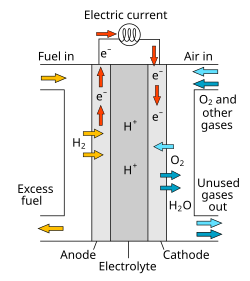 Electric current
e⁻
e⁻
Fuel in
Air in
e⁻
e⁻
O₂ and
other
gases
H⁺
H₂
O₂
H⁺
Excess
fuel
H₂O
Unused
gases
out
Anode
Cathode
Electrolyte